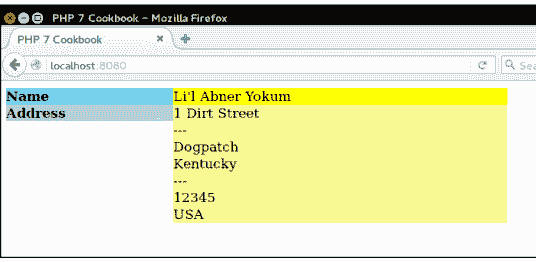 PHP 7 Cookbook - Mozilla Firefox
PHP 7 Cookbook
localhost:8080
Sea
Name Li'l Abner Yokum
Address 1 Dirt Street
---
Dogpatch
Kentucky
---
12345
USA